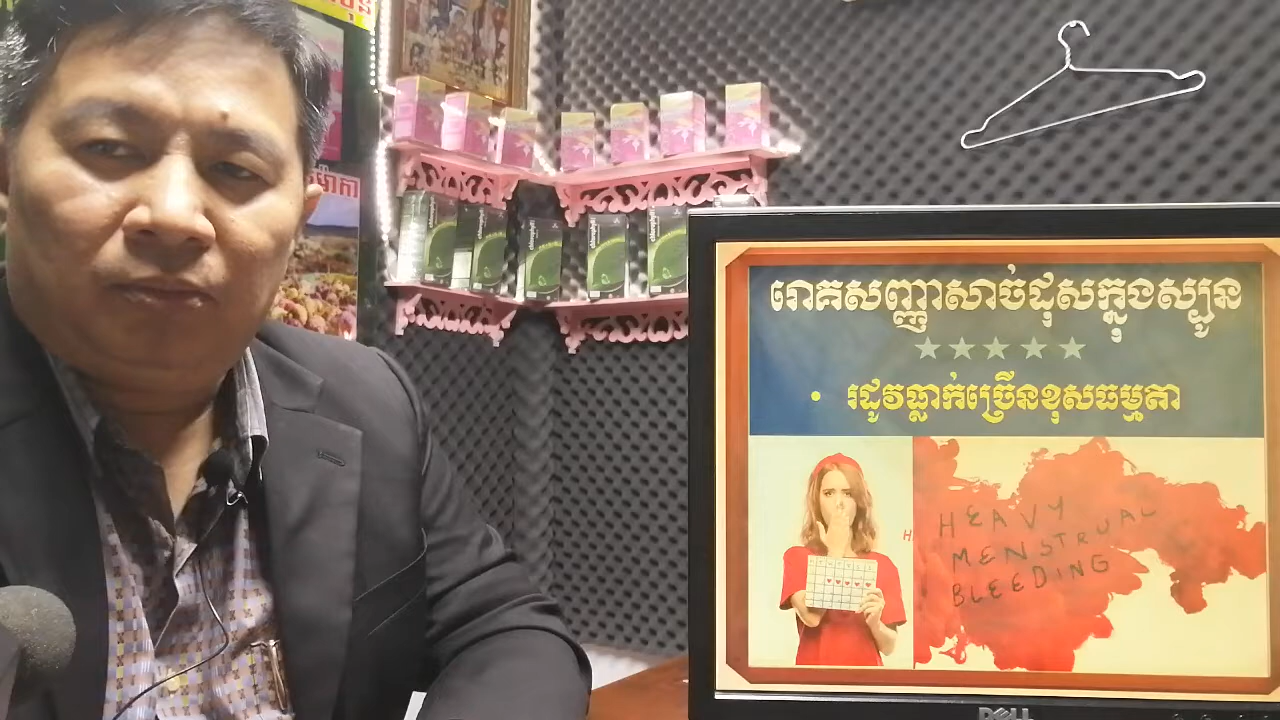 រោគសញ្ញាសាច់ដុសក្នុងស្បូន
រដូវធ្លាក់ច្រើនខុសធម្មតា
HEAVY
MENSTRUAL
BLEEDING
DELL